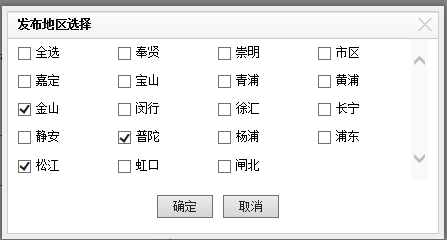 发布地区选择
全选 奉贤 崇明 市区
嘉定 宝山 青浦 黄浦
金山 闵行 徐汇 长宁
静安 普陀 杨浦 浦东
松江 虹口 闸北
确定 取消